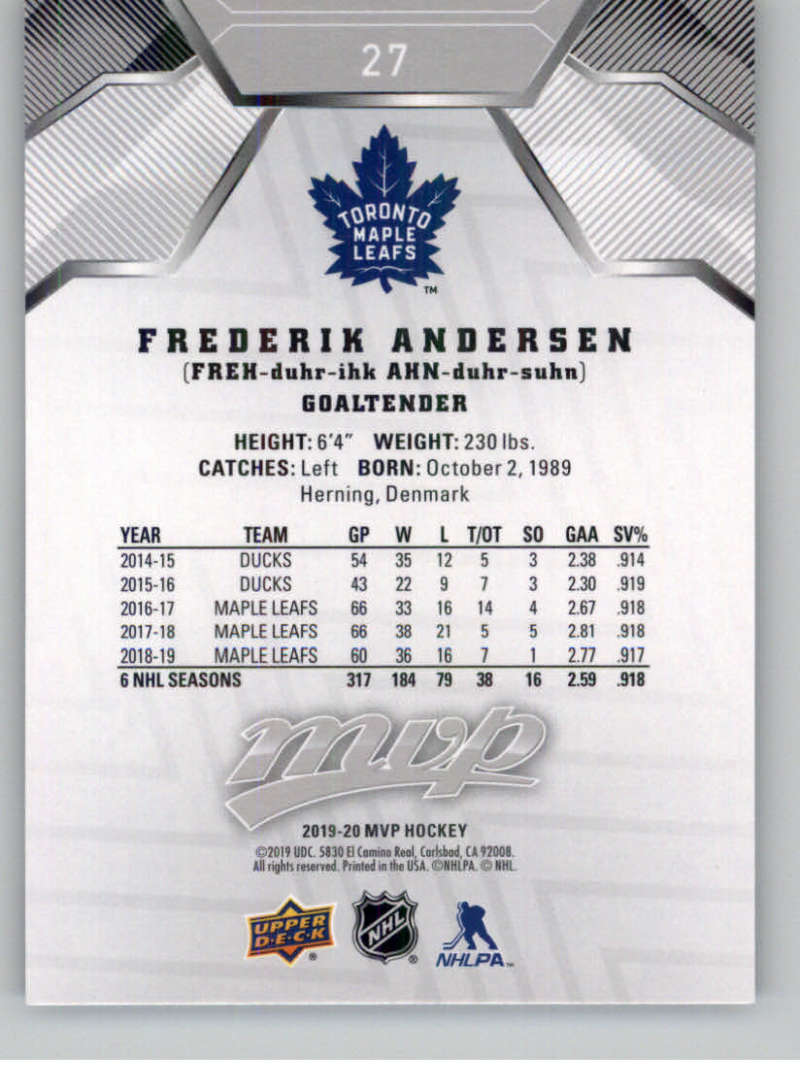 27
TORONTO
MAPLE
LEAFS
TM
FREDERIK ANDERSEN
(FREH-duhr-ihk AHN-duhr-suhn)
GOALTENDER
HEIGHT: 6'4" WEIGHT: 230 lbs.
CATCHES: Left BORN: October 2, 1989
Herning, Denmark
YEAR TEAM GP W L T/OT SO GAA SV%
2014-15 DUCKS 54 35 12 5 3 2.38 .914
2015-16 DUCKS 43 22 9 7 3 2.30 .919
2016-17 MAPLE LEAFS 66 33 16 14 4 2.67 .918
2017-18 MAPLE LEAFS 66 38 21 5 5 2.81 .918
2018-19 MAPLE LEAFS 60 36 16 7 1 2.77 .917
6 NHL SEASONS 317 184 79 38 16 2.59 .918
mvp
2019-20 MVP HOCKEY
©2019 UDC. 5830 El Camino Real, Carlsbad, CA 92008.
All rights reserved. Printed in the USA. ©NHLPA. © NHL.
UPPER
D·E·C·K ®
NHL ®
NHLPA™